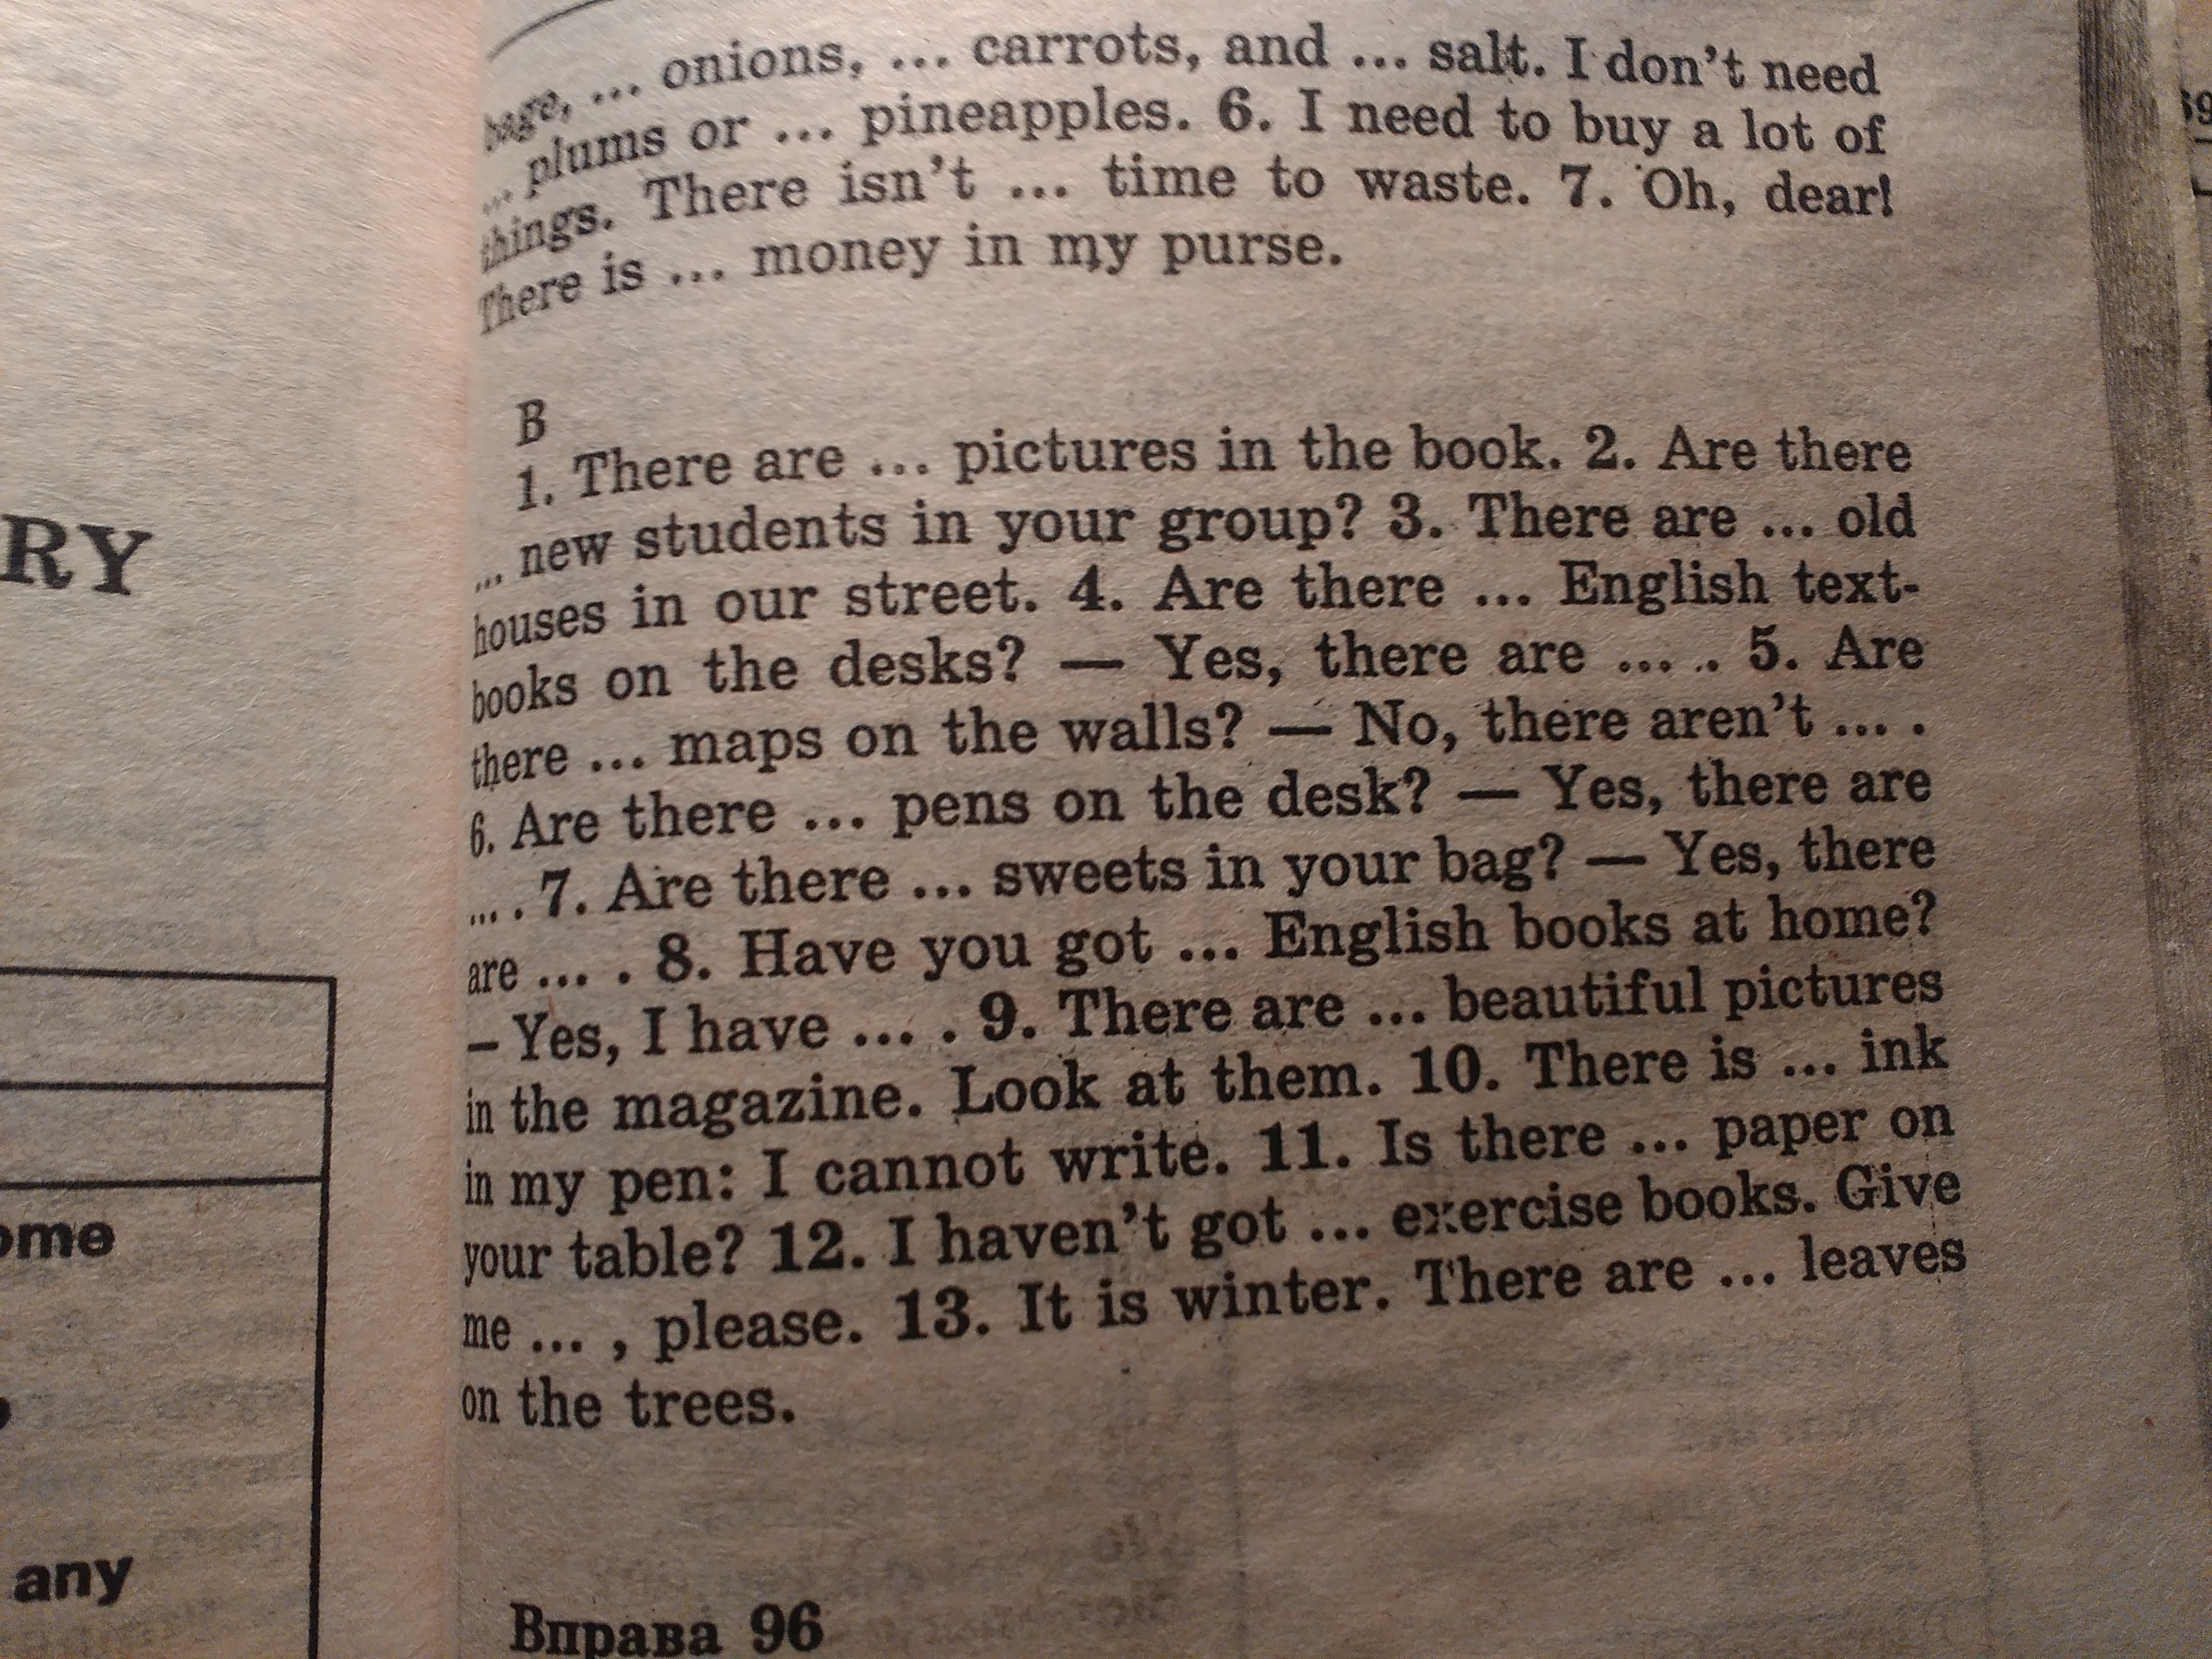 RY
ome
any
bage, ... onions, ... carrots, and ... salt. I don't need
... plums or ... pineapples. 6. I need to buy a lot of
things. There isn't ... time to waste. 7. Oh, dear!
There is ... money in my purse.
B
1. There are ... pictures in the book. 2. Are there
... new students in your group? 3. There are ... old
houses in our street. 4. Are there ... English text-
books on the desks? — Yes, there are ... . 5. Are
there ... maps on the walls? — No, there aren't ... .
6. Are there ... pens on the desk? — Yes, there are
... . 7. Are there ... sweets in your bag? — Yes, there
are ... . 8. Have you got ... English books at home?
– Yes, I have ... . 9. There are ... beautiful pictures
in the magazine. Look at them. 10. There is ... ink
in my pen: I cannot write. 11. Is there ... paper on
your table? 12. I haven't got ... exercise books. Give
me ... , please. 13. It is winter. There are ... leaves
on the trees.
Вправа 96